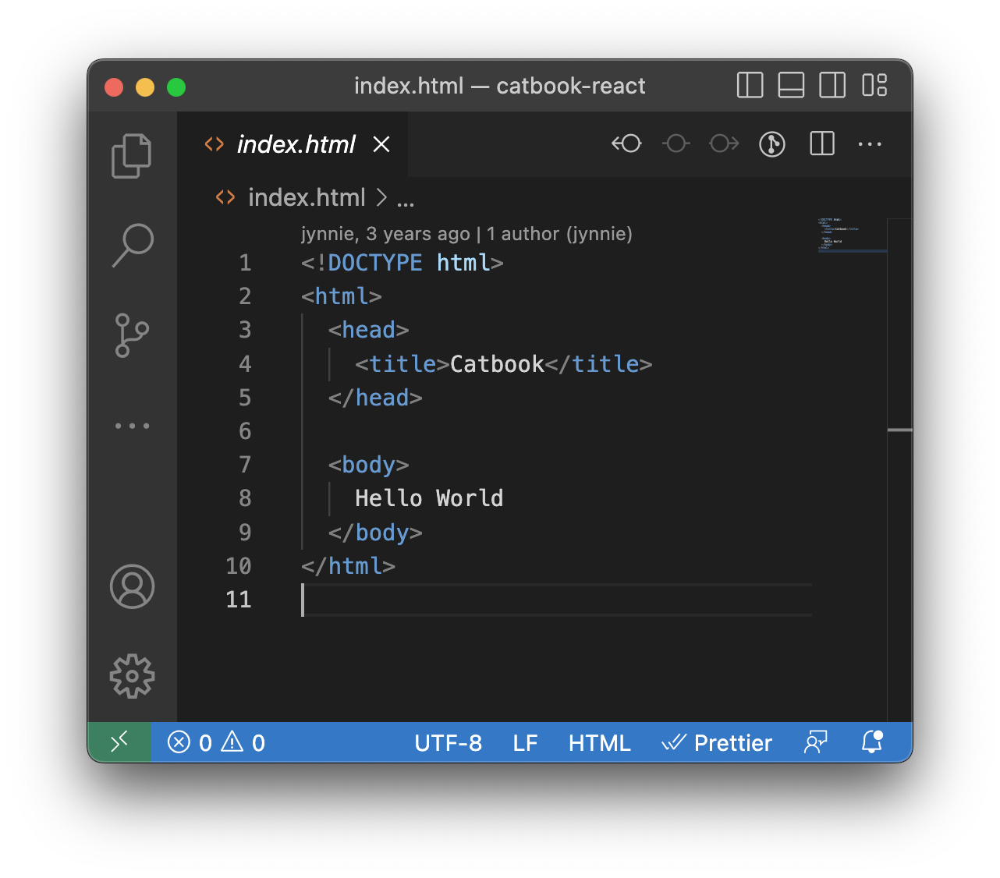 index.html — catbook-react
index.html
index.html > ...
jynnie, 3 years ago | 1 author (jynnie)
1 <!DOCTYPE html>
2 <html>
3 <head>
4 <title>Catbook</title>
5 </head>
6
7 <body>
8 Hello World
9 </body>
10 </html>
11
0 0 UTF-8 LF HTML Prettier